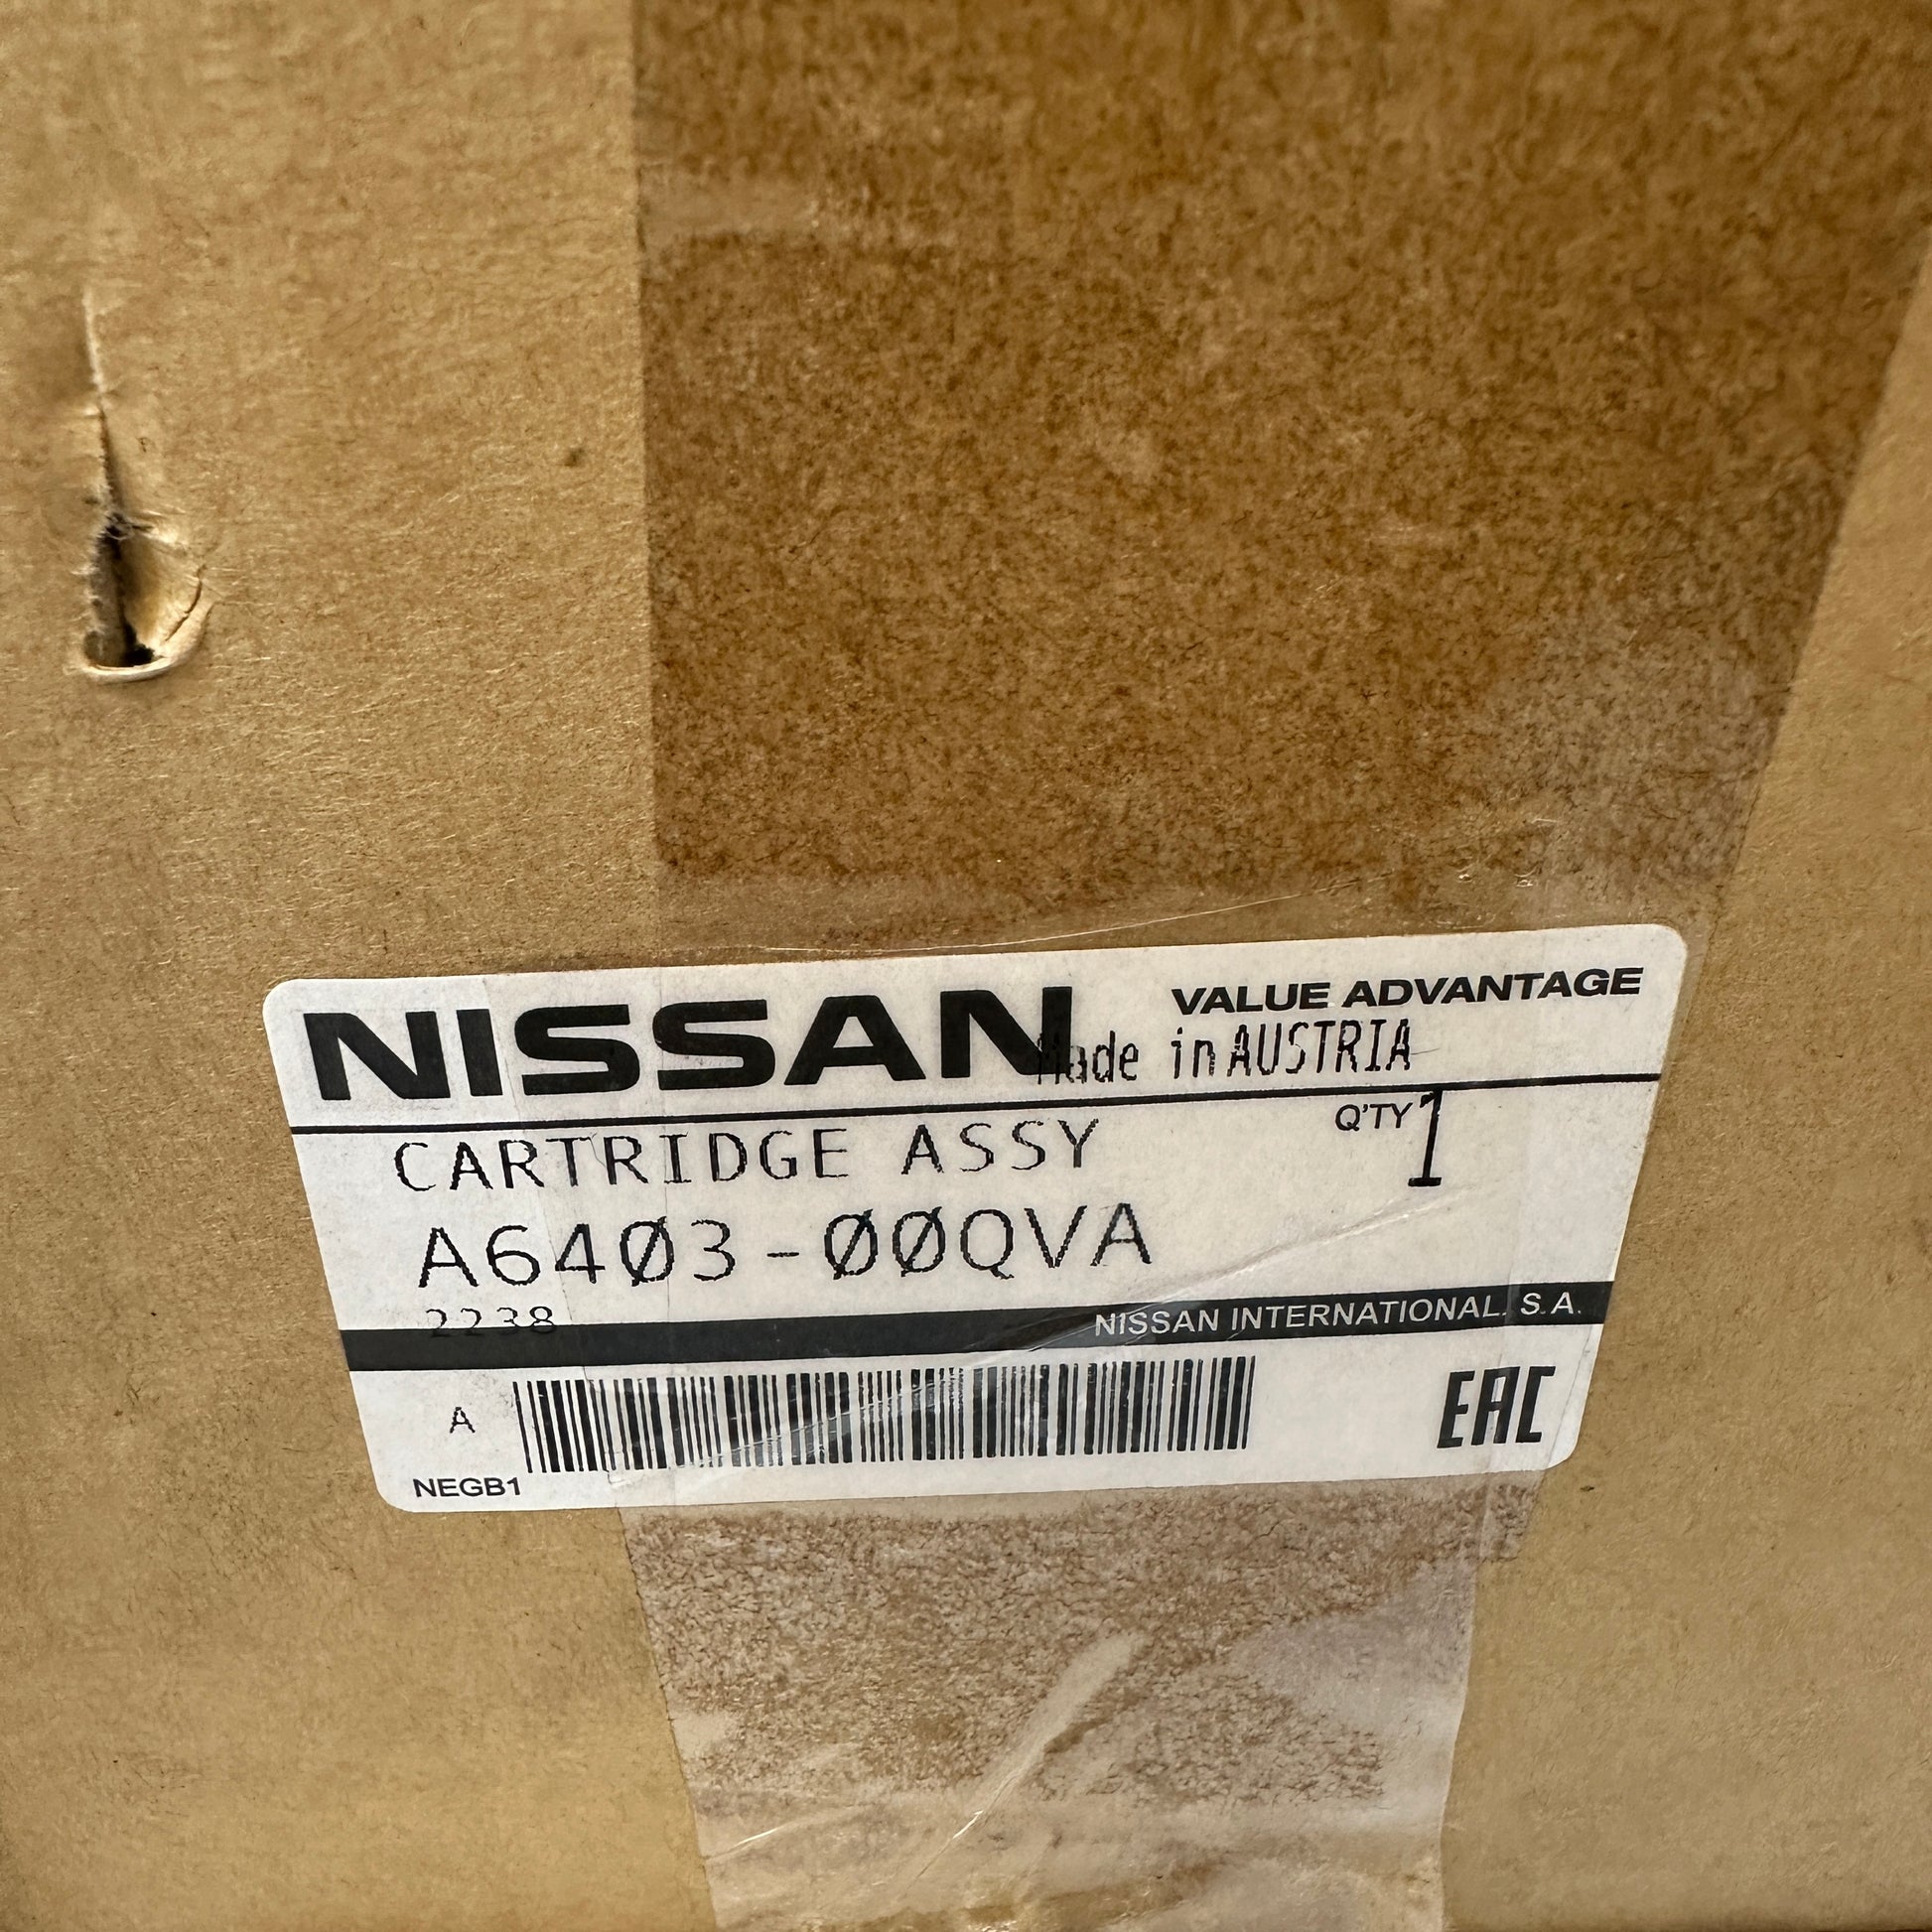 NISSAN
VALUE ADVANTAGE
Made in AUSTRIA
CARTRIDGE ASSY
Q'TY 1
A6403-00QVA
2238
NISSAN INTERNATIONAL. S.A.
A
EAC
NEGB1